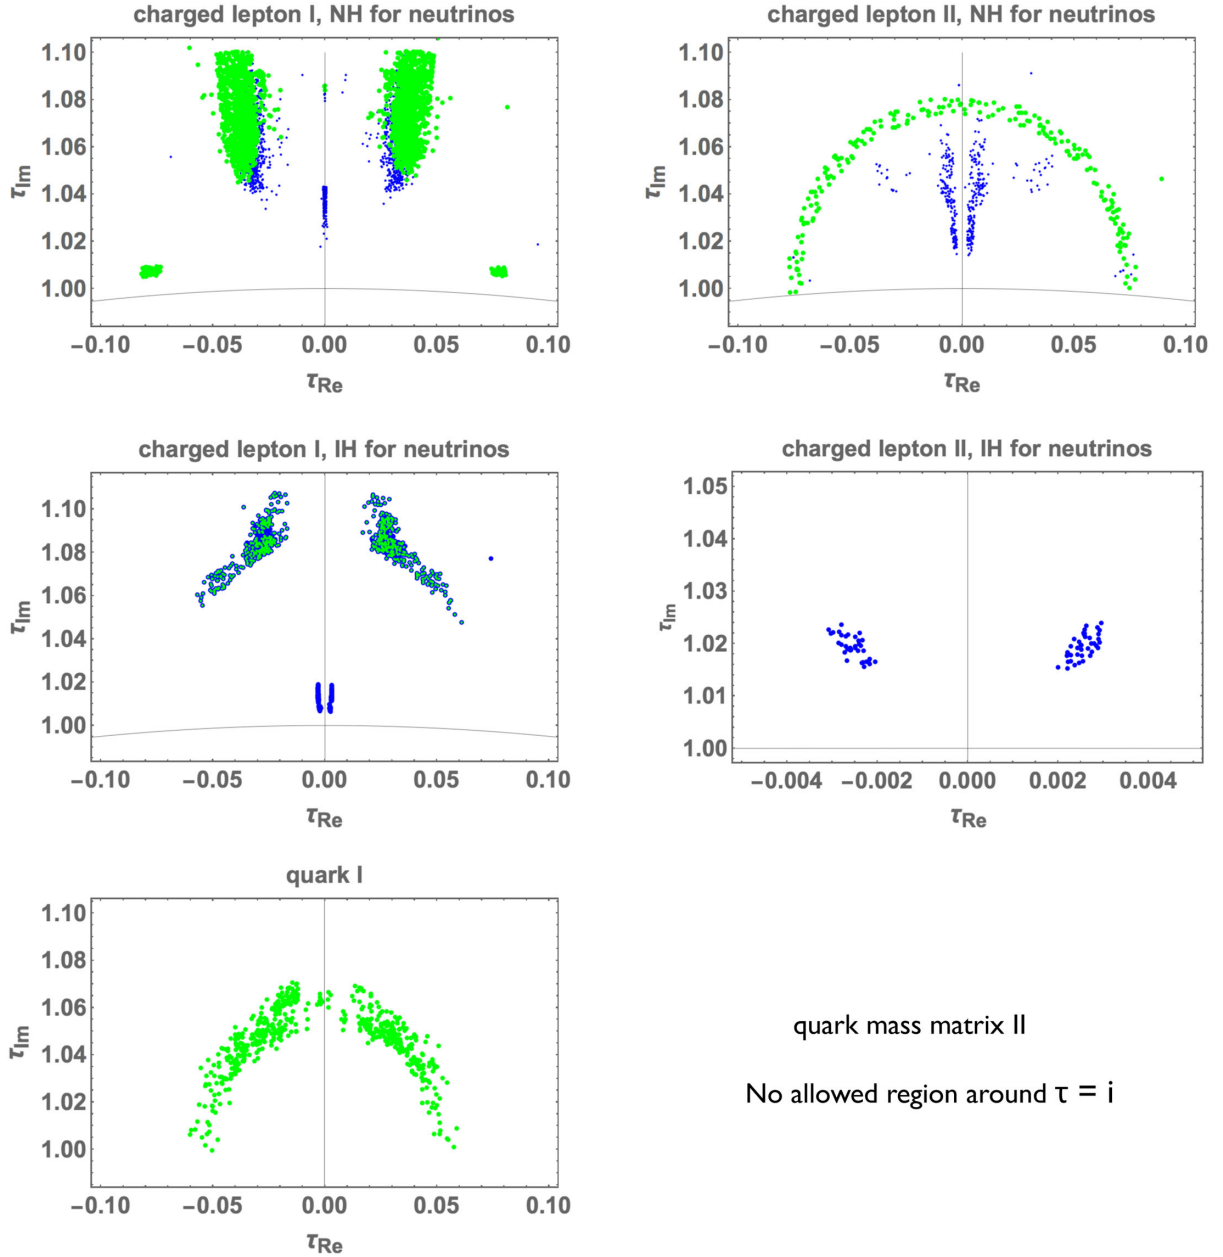 charged lepton I, NH for neutrinos
1.10
1.08
1.06
1.04
1.02
1.00
τIm
−0.10 −0.05 0.00 0.05 0.10
τRe
charged lepton II, NH for neutrinos
1.10
1.08
1.06
1.04
1.02
1.00
τIm
−0.10 −0.05 0.00 0.05 0.10
τRe
charged lepton I, IH for neutrinos
1.10
1.08
1.06
1.04
1.02
1.00
τIm
−0.10 −0.05 0.00 0.05 0.10
τRe
charged lepton II, IH for neutrinos
1.05
1.04
1.03
1.02
1.01
1.00
τIm
−0.004 −0.002 0.000 0.002 0.004
τRe
quark I
1.10
1.08
1.06
1.04
1.02
1.00
τIm
−0.10 −0.05 0.00 0.05 0.10
τRe
quark mass matrix II
No allowed region around τ = i